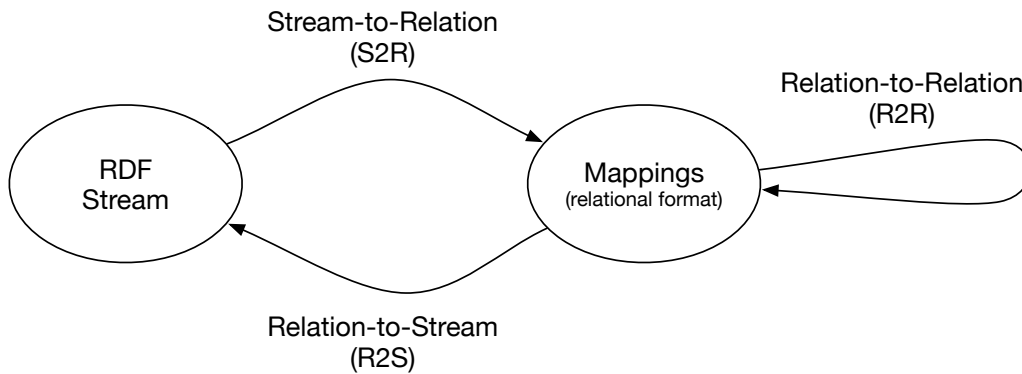 Stream-to-Relation
(S2R)
Relation-to-Relation
(R2R)
RDF
Stream
Mappings
(relational format)
Relation-to-Stream
(R2S)